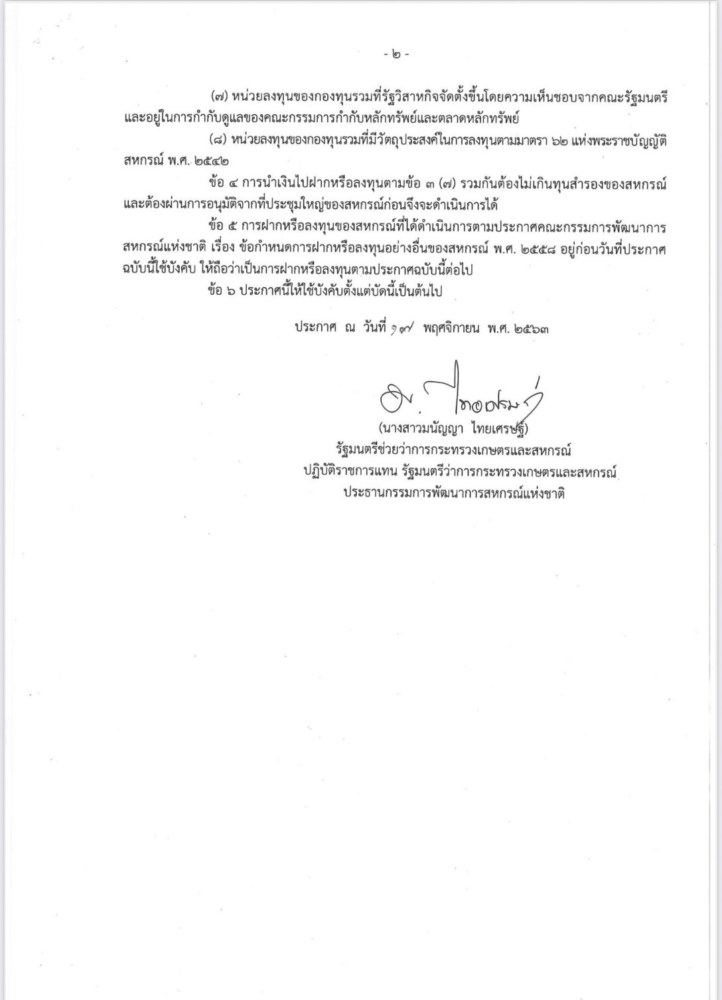 - ๒ -
(๗) หน่วยลงทุนของกองทุนรวมที่รัฐวิสาหกิจจัดตั้งขึ้นโดยความเห็นชอบจากคณะรัฐมนตรี
และอยู่ในการกำกับดูแลของคณะกรรมการกำกับหลักทรัพย์และตลาดหลักทรัพย์
(๘) หน่วยลงทุนของกองทุนรวมที่มีวัตถุประสงค์ในการลงทุนตามมาตรา ๖๒ แห่งพระราชบัญญัติ
สหกรณ์ พ.ศ. ๒๕๔๒
ข้อ ๔ การนำเงินไปฝากหรือลงทุนตามข้อ ๓ (๗) รวมกันต้องไม่เกินทุนสำรองของสหกรณ์
และต้องผ่านการอนุมัติจากที่ประชุมใหญ่ของสหกรณ์ก่อนจึงจะดำเนินการได้
ข้อ ๕ การฝากหรือลงทุนของสหกรณ์ที่ได้ดำเนินการตามประกาศคณะกรรมการพัฒนาการ
สหกรณ์แห่งชาติ เรื่อง ข้อกำหนดการฝากหรือลงทุนอย่างอื่นของสหกรณ์ พ.ศ. ๒๕๕๘ อยู่ก่อนวันที่ประกาศ
ฉบับนี้ใช้บังคับ ให้ถือว่าเป็นการฝากหรือลงทุนตามประกาศฉบับนี้ต่อไป
ข้อ ๖ ประกาศนี้ให้ใช้บังคับตั้งแต่บัดนี้เป็นต้นไป
ประกาศ ณ วันที่ ๑๗ พฤศจิกายน พ.ศ. ๒๕๖๓
(นางสาวมนัญญา ไทยเศรษฐ์)
รัฐมนตรีช่วยว่าการกระทรวงเกษตรและสหกรณ์
ปฏิบัติราชการแทน รัฐมนตรีว่าการกระทรวงเกษตรและสหกรณ์
ประธานกรรมการพัฒนาการสหกรณ์แห่งชาติ